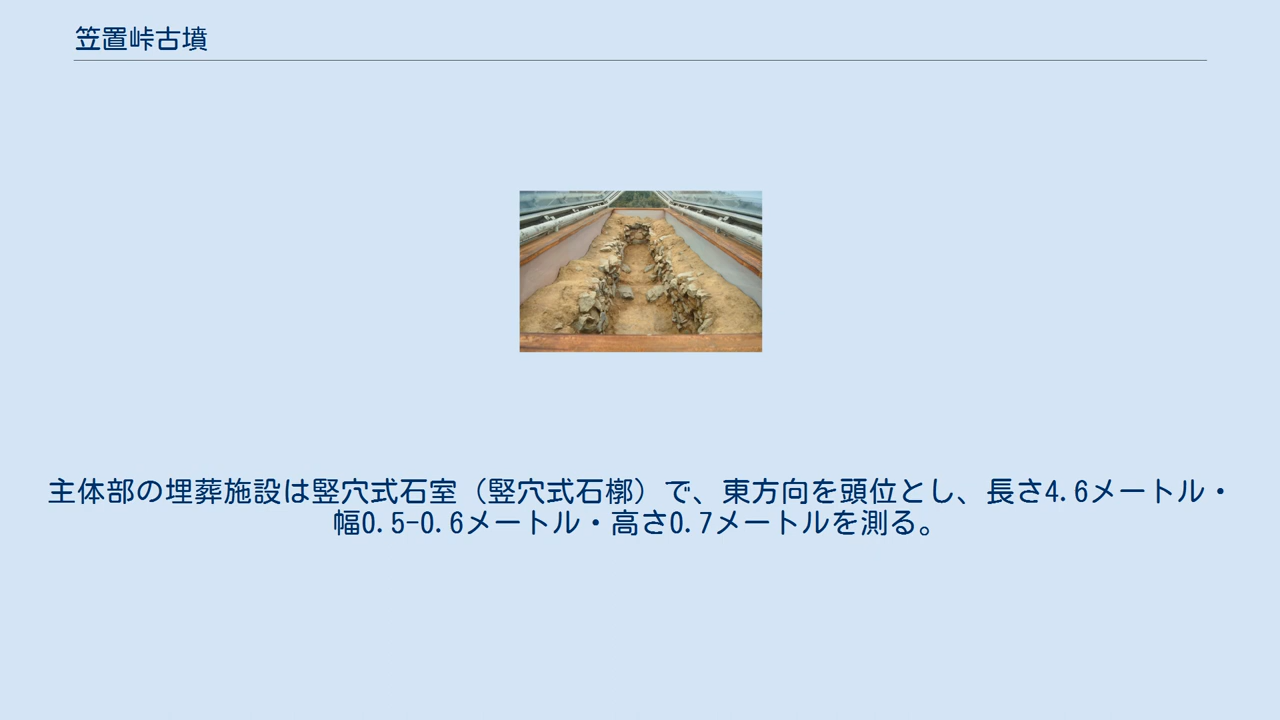 笠置峠古墳
主体部の埋葬施設は竪穴式石室（竪穴式石槨）で、東方向を頭位とし、長さ4.6メートル・
幅0.5-0.6メートル・高さ0.7メートルを測る。